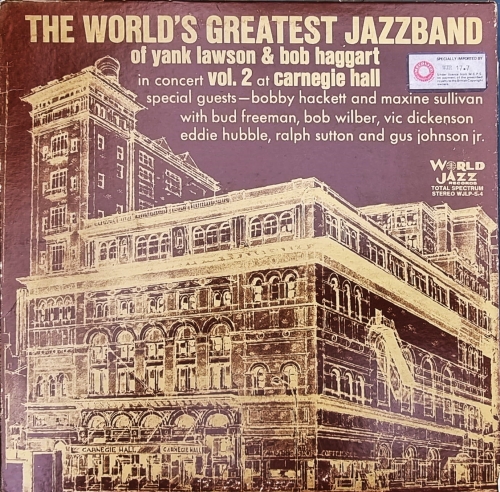 THE WORLD'S GREATEST JAZZBAND
of yank lawson & bob haggart
in concert vol. 2 at carnegie hall
special guests—bobby hackett and maxine sullivan
with bud freeman, bob wilber, vic dickenson
eddie hubble, ralph sutton and gus johnson jr.
SPECIALLY IMPORTED BY
WORLD
JAZZ
RECORDS
TOTAL SPECTRUM
STEREO WJLP-S-4
CARNEGIE HALL
CARNEGIE HALL